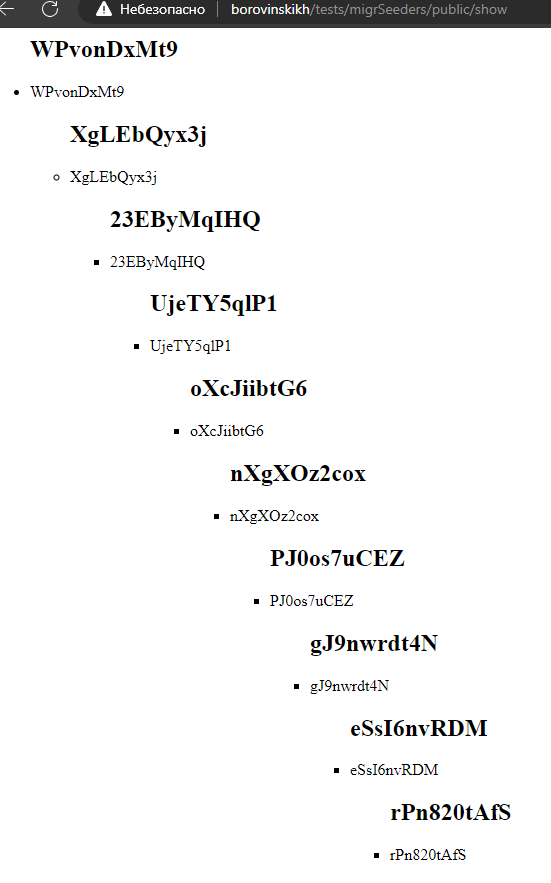 Небезопасно borovinskikh/tests/migrSeeders/public/show
WPvonDxMt9
WPvonDxMt9
XgLEbQyx3j
XgLEbQyx3j
23EByMqIHQ
23EByMqIHQ
UjeTY5qlP1
UjeTY5qlP1
oXcJiibtG6
oXcJiibtG6
nXgXOz2cox
nXgXOz2cox
PJ0os7uCEZ
PJ0os7uCEZ
gJ9nwrdt4N
gJ9nwrdt4N
eSsI6nvRDM
eSsI6nvRDM
rPn820tAfS
rPn820tAfS